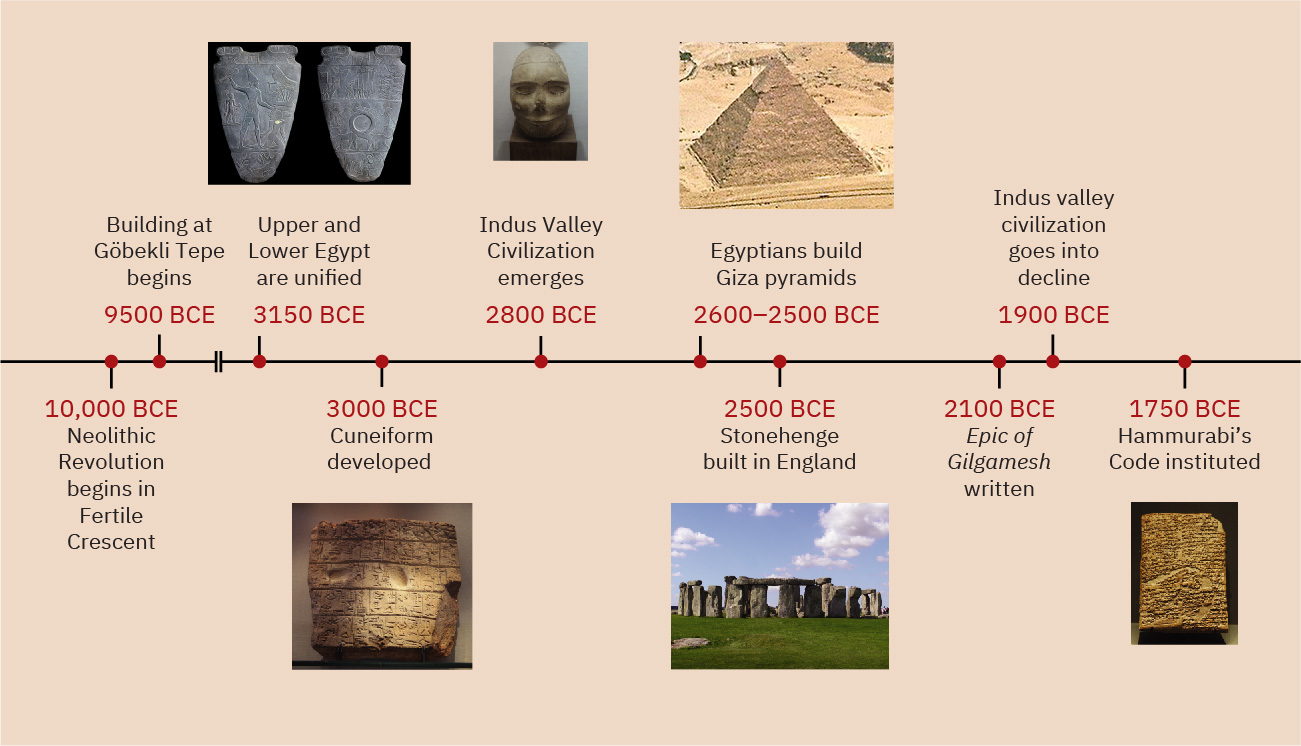 Building at
Göbekli Tepe
begins
9500 BCE
Upper and
Lower Egypt
are unified
3150 BCE
Indus Valley
Civilization
emerges
2800 BCE
Egyptians build
Giza pyramids
2600–2500 BCE
Indus valley
civilization
goes into
decline
1900 BCE
10,000 BCE
Neolithic
Revolution
begins in
Fertile
Crescent
3000 BCE
Cuneiform
developed
2500 BCE
Stonehenge
built in England
2100 BCE
Epic of
Gilgamesh
written
1750 BCE
Hammurabi’s
Code instituted